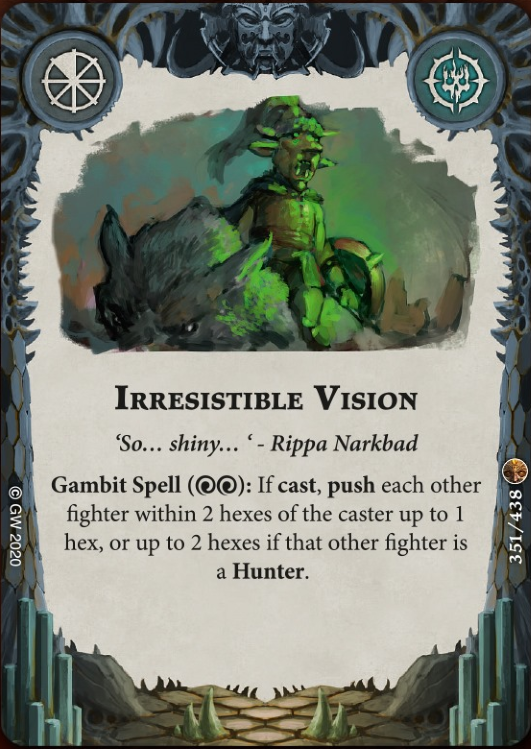 Irresistible Vision
‘So… shiny… ‘ - Rippa Narkbad
Gambit Spell (): If cast, push each other
fighter within 2 hexes of the caster up to 1
hex, or up to 2 hexes if that other fighter is
a Hunter.
© GW 2020
351/438